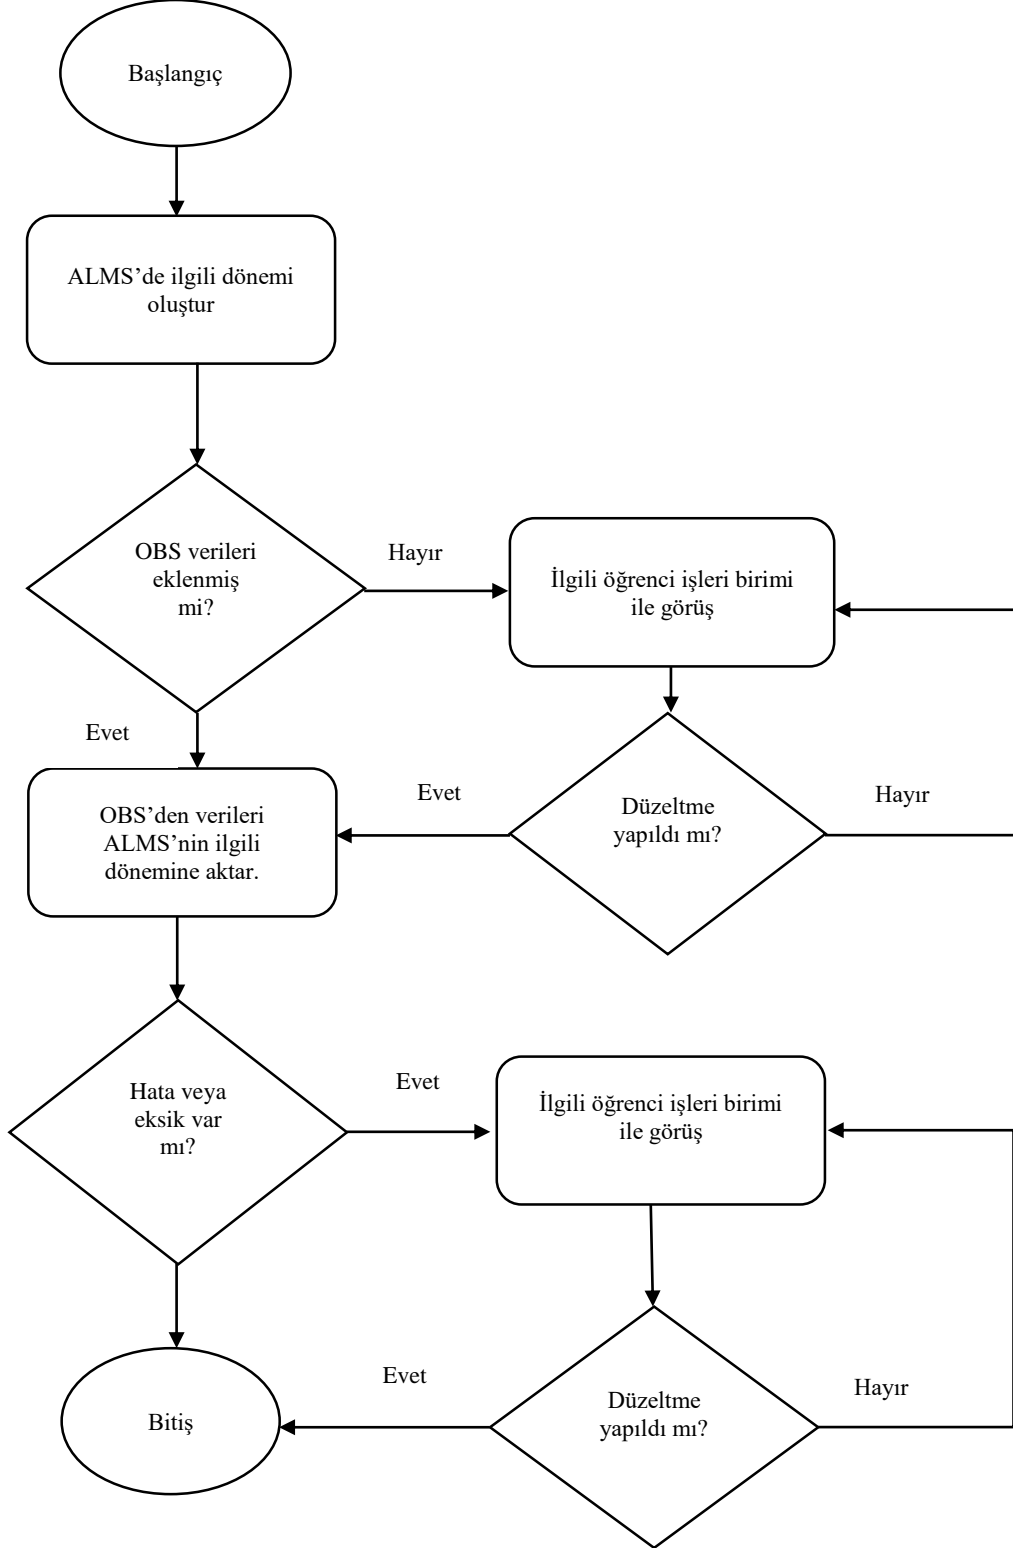 Başlangıç
ALMS’de ilgili dönemi
oluştur
OBS verileri
eklenmiş
mi?
Hayır
İlgili öğrenci işleri birimi
ile görüş
Evet
OBS’den verileri
ALMS’nin ilgili
dönemine aktar.
Evet
Düzeltme
yapıldı mı?
Hayır
Hata veya
eksik var
mı?
Evet
İlgili öğrenci işleri birimi
ile görüş
Bitiş
Evet
Düzeltme
yapıldı mı?
Hayır